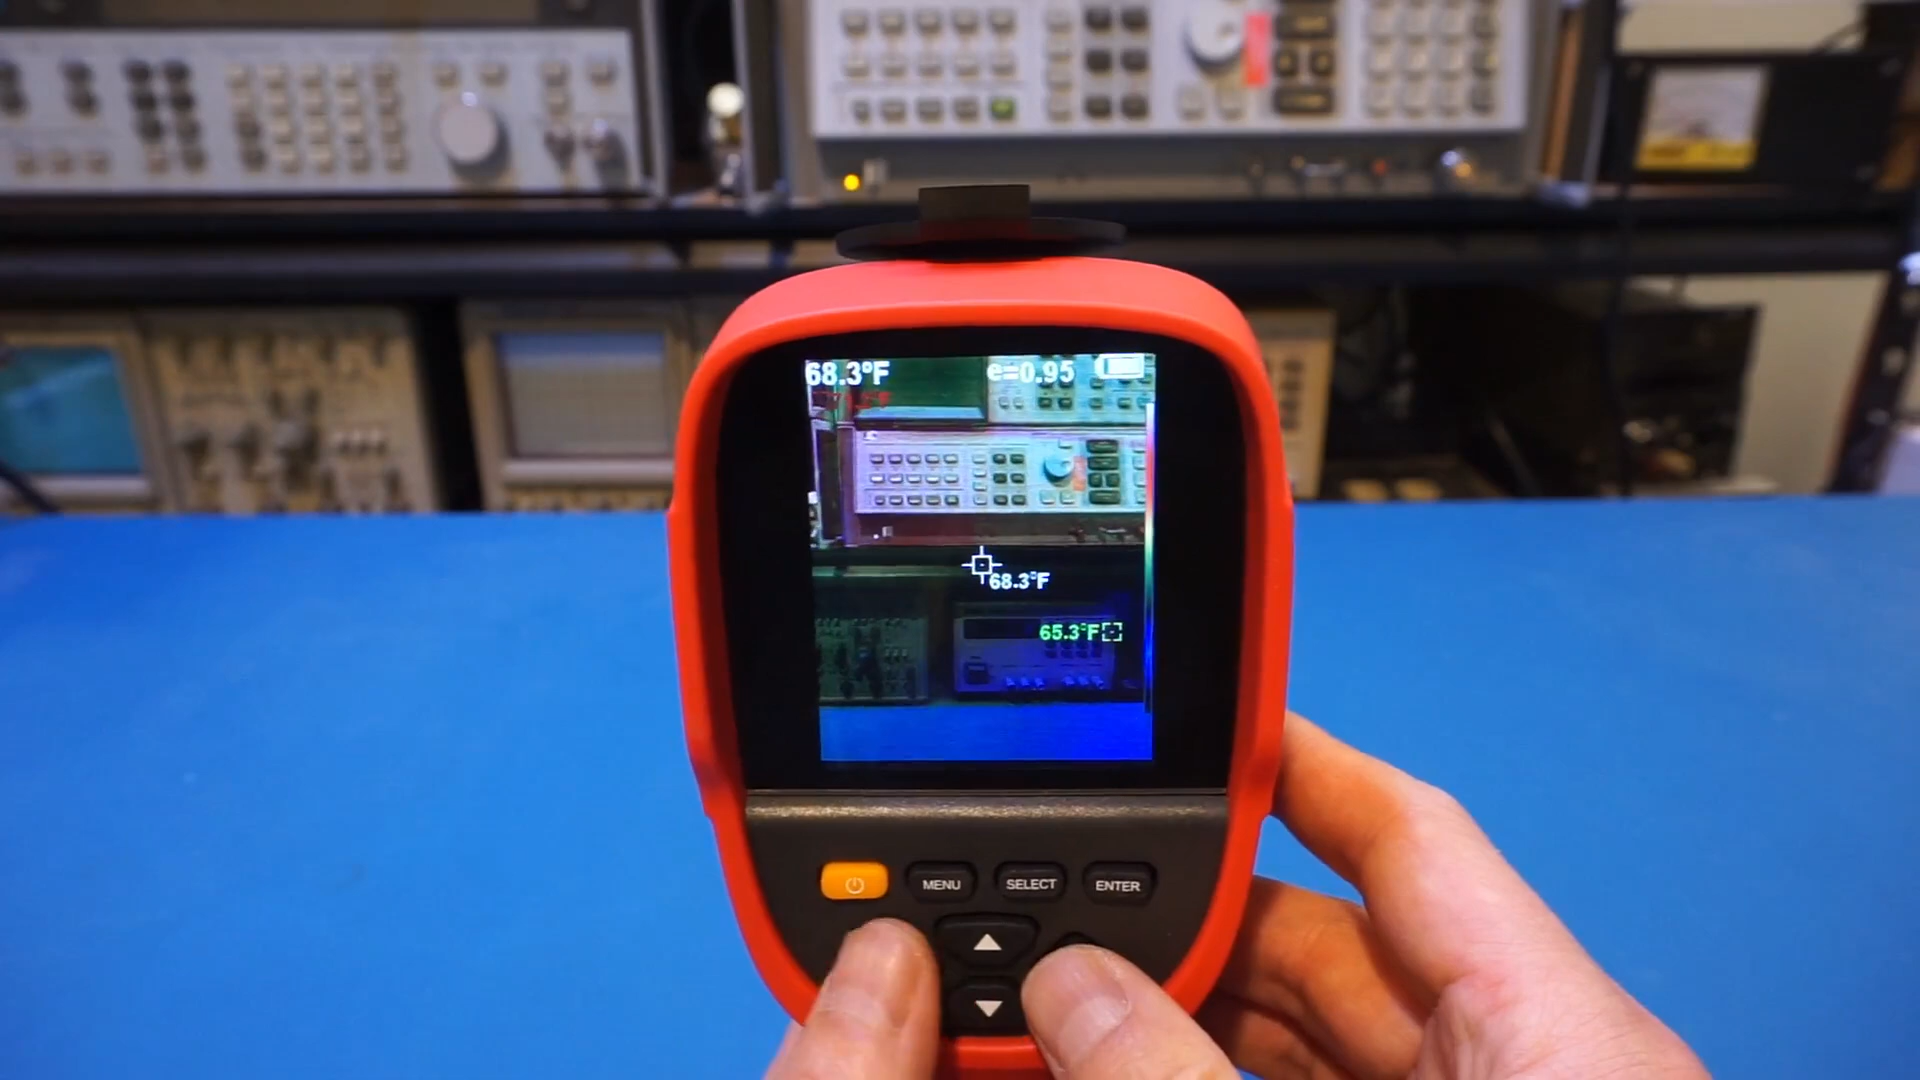 68.3°F
e=0.95
68.3°F
65.3°F
MENU
SELECT
ENTER